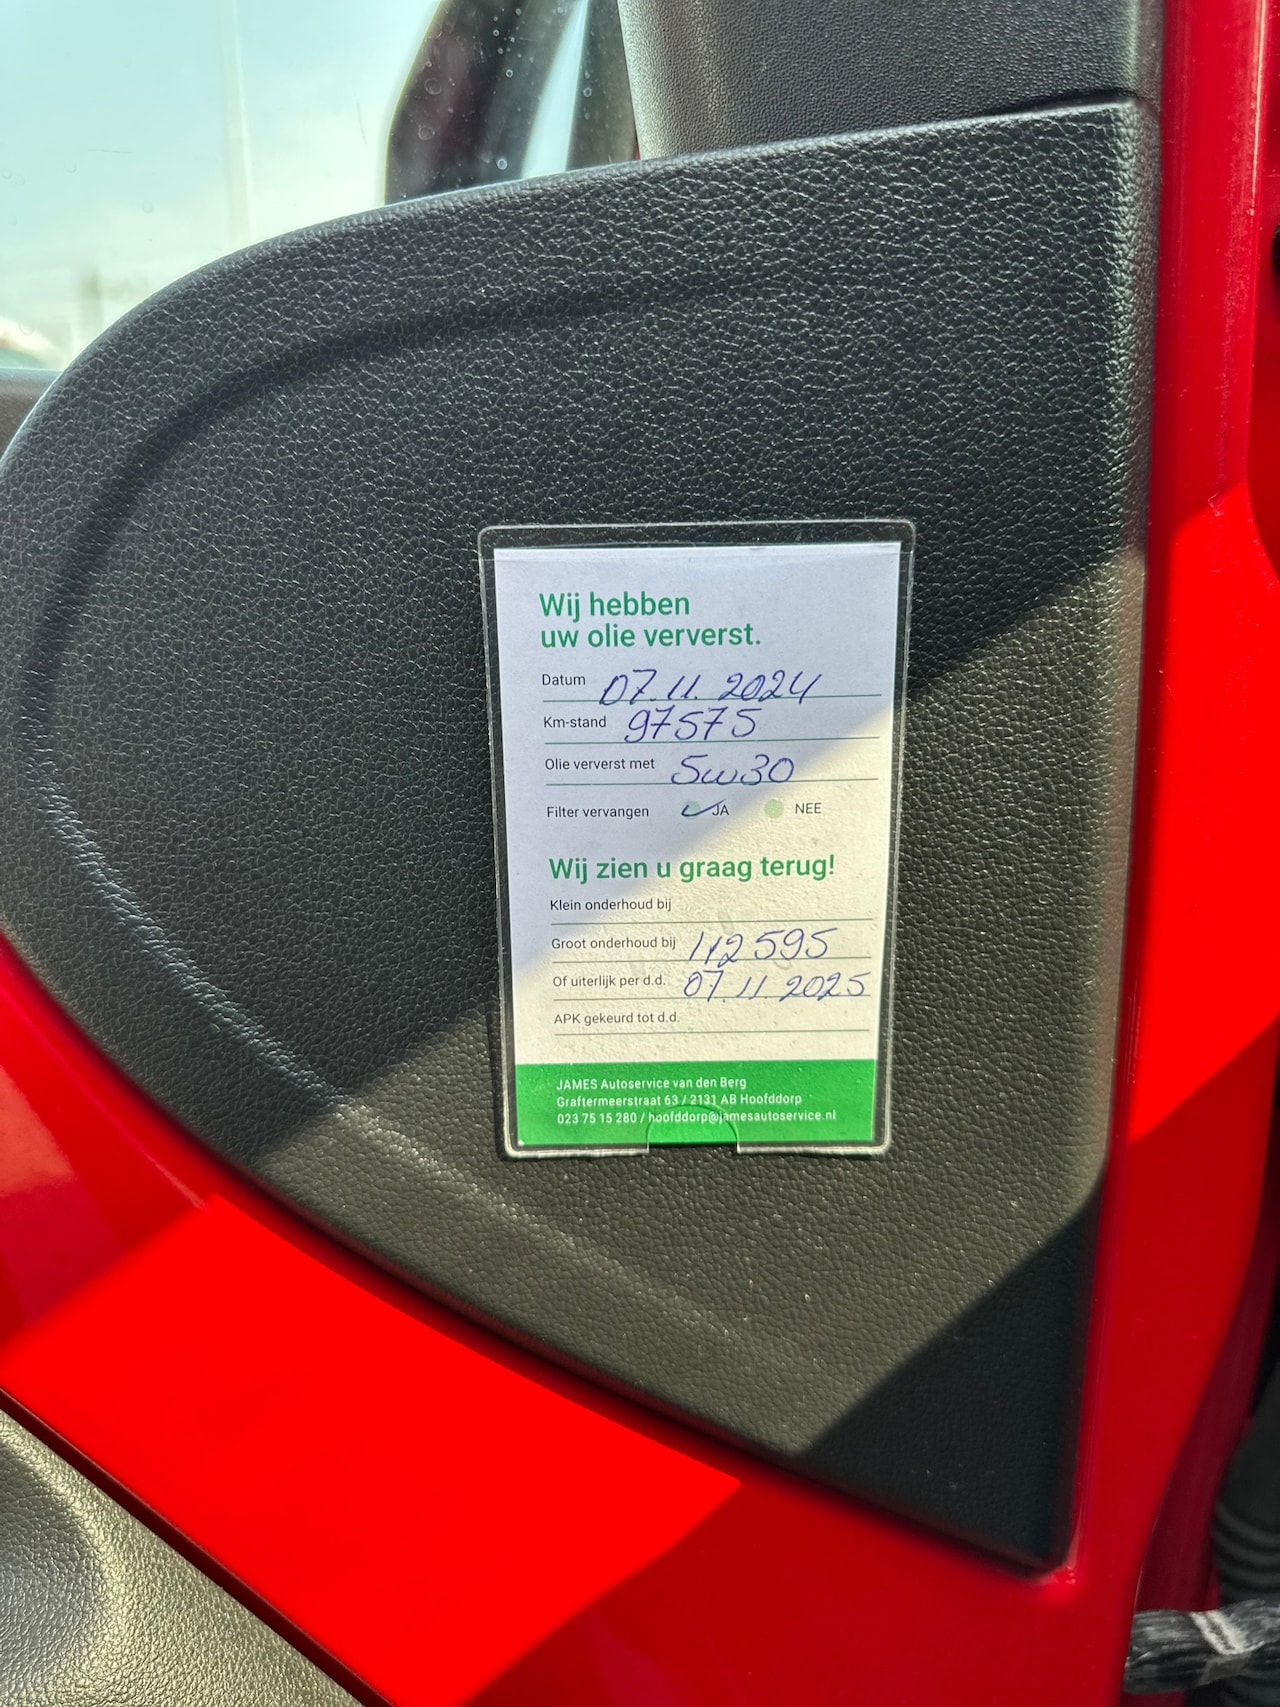 Wij hebben
uw olie ververst.
Datum 07.11.2024
Km-stand 97575
Olie ververst met 5w30
Filter vervangen JA NEE
Wij zien u graag terug!
Klein onderhoud bij
Groot onderhoud bij 112595
Of uiterlijk per d.d. 07.11.2025
APK gekeurd tot d.d.
JAMES Autoservice van den Berg
Graftermeerstraat 63 / 2131 AB Hoofddorp
023 75 15 280 / hoofddorp@jamesautoservice.nl